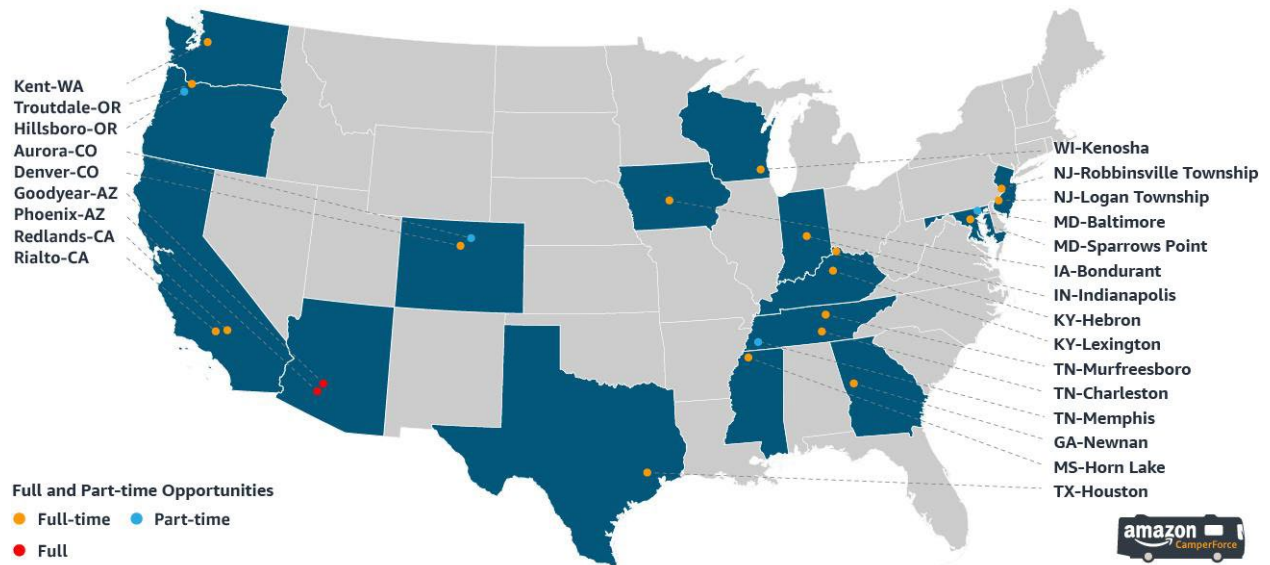 Kent-WA
Troutdale-OR
Hillsboro-OR
Aurora-CO
Denver-CO
Goodyear-AZ
Phoenix-AZ
Redlands-CA
Rialto-CA
WI-Kenosha
NJ-Robbinsville Township
NJ-Logan Township
MD-Baltimore
MD-Sparrows Point
IA-Bondurant
IN-Indianapolis
KY-Hebron
KY-Lexington
TN-Murfreesboro
TN-Charleston
TN-Memphis
GA-Newnan
MS-Horn Lake
TX-Houston
Full and Part-time Opportunities
Full-time Part-time
Full
amazon
CamperForce